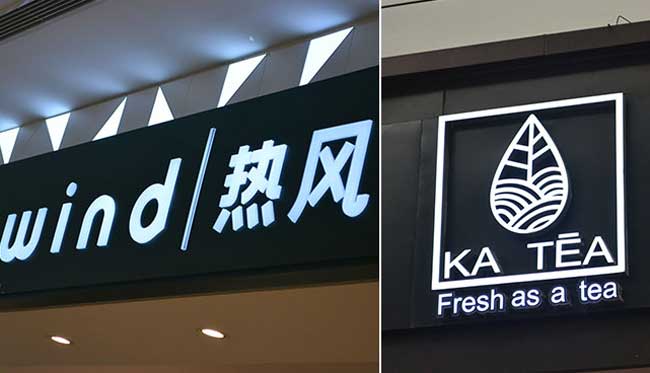 wind 热风
KA TĒA
Fresh as a tea